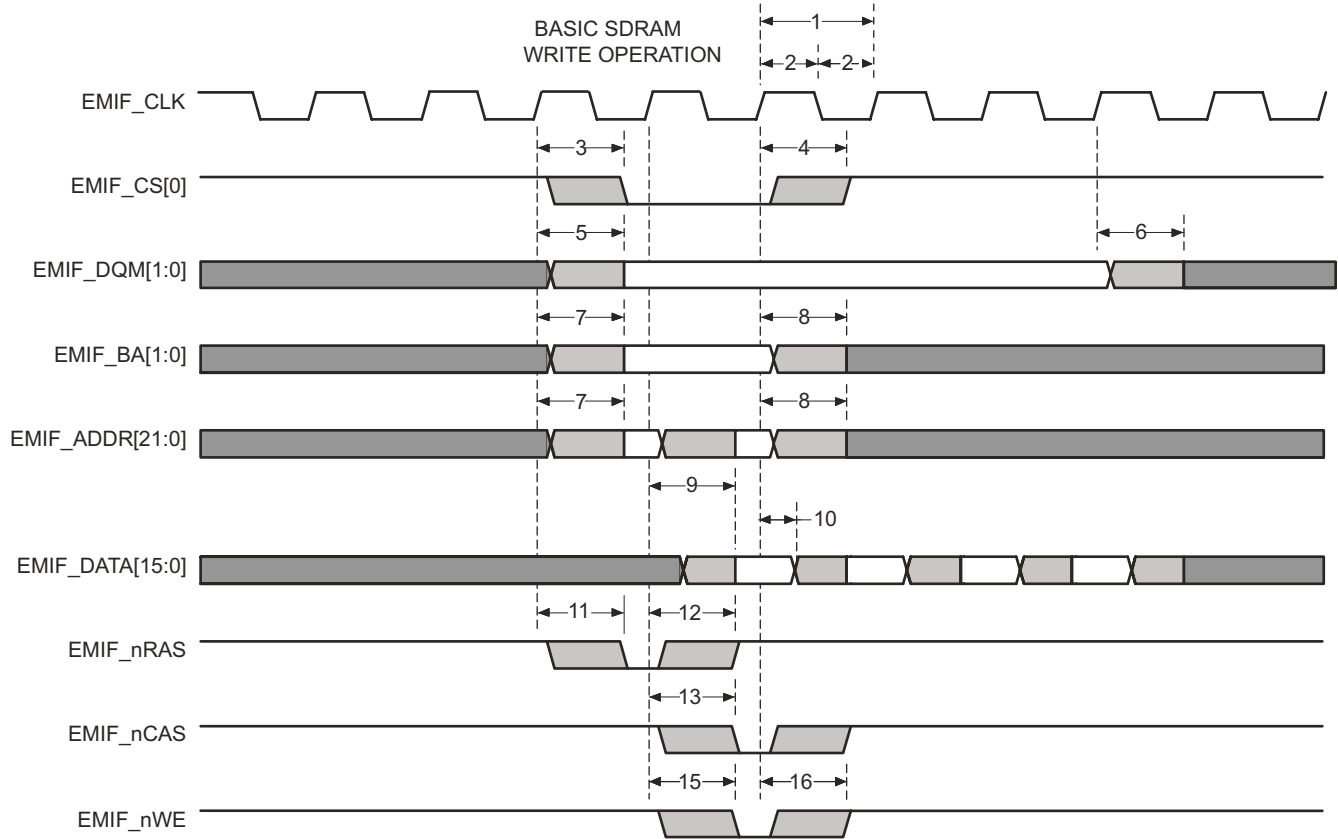 BASIC SDRAM
WRITE OPERATION
1
2 2
EMIF_CLK
3 4
EMIF_CS[0]
5 6
EMIF_DQM[1:0]
7 8
EMIF_BA[1:0]
7 8
EMIF_ADDR[21:0]
9
10
EMIF_DATA[15:0]
11 12
EMIF_nRAS
13
EMIF_nCAS
15 16
EMIF_nWE